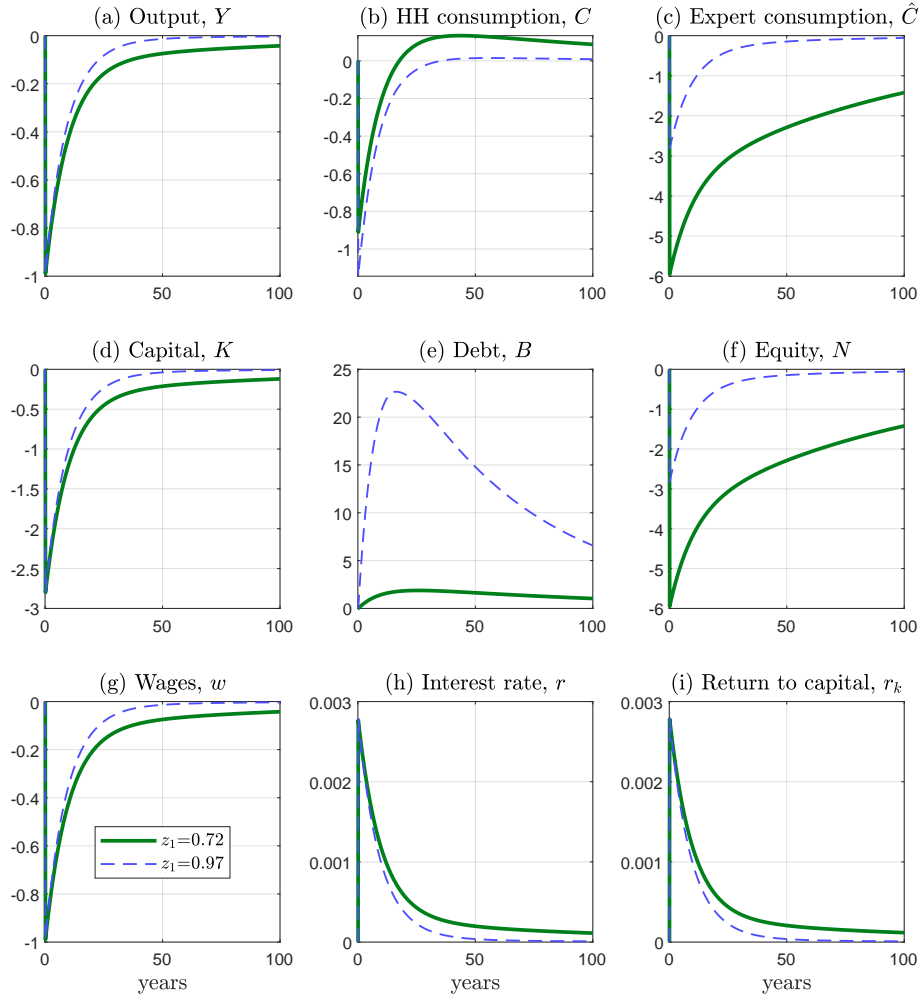 (a) Output, Y
(b) HH consumption, C
(c) Expert consumption, Ĉ
0
-0.2
-0.4
-0.6
-0.8
-1
0 50 100
0
-0.2
-0.4
-0.6
-0.8
-1
0 50 100
0
-1
-2
-3
-4
-5
-6
0 50 100
(d) Capital, K
(e) Debt, B
(f) Equity, N
0
-0.5
-1
-1.5
-2
-2.5
-3
0 50 100
25
20
15
10
5
0
0 50 100
0
-1
-2
-3
-4
-5
-6
0 50 100
(g) Wages, w
(h) Interest rate, r
(i) Return to capital, r_k
0
-0.2
-0.4
-0.6
-0.8
-1
z₁=0.72
z₁=0.97
0 50 100
years
0.003
0.002
0.001
0
0 50 100
years
0.003
0.002
0.001
0
0 50 100
years